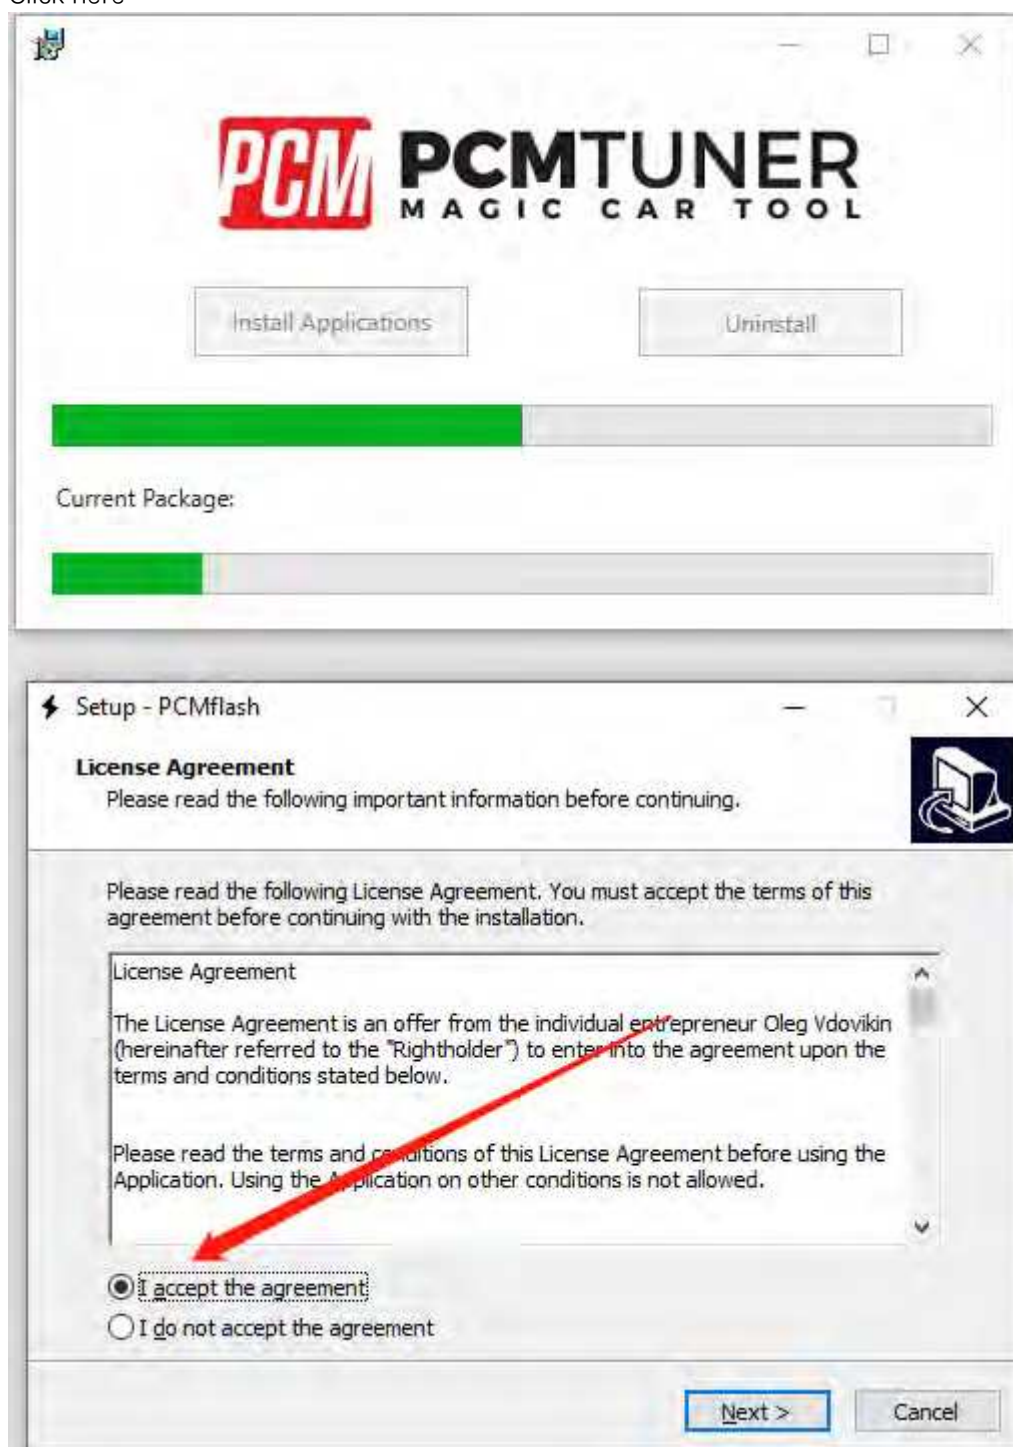 Click here
PCM PCMTUNER
MAGIC CAR TOOL
Install Applications Uninstall
Current Package:
Setup - PCMflash
License Agreement
Please read the following important information before continuing.
Please read the following License Agreement. You must accept the terms of this
agreement before continuing with the installation.
License Agreement
The License Agreement is an offer from the individual entrepreneur Oleg Vdovikin
(hereinafter referred to the "Rightholder") to enter into the agreement upon the
terms and conditions stated below.
Please read the terms and conditions of this License Agreement before using the
Application. Using the Application on other conditions is not allowed.
I accept the agreement
I do not accept the agreement
Next > Cancel